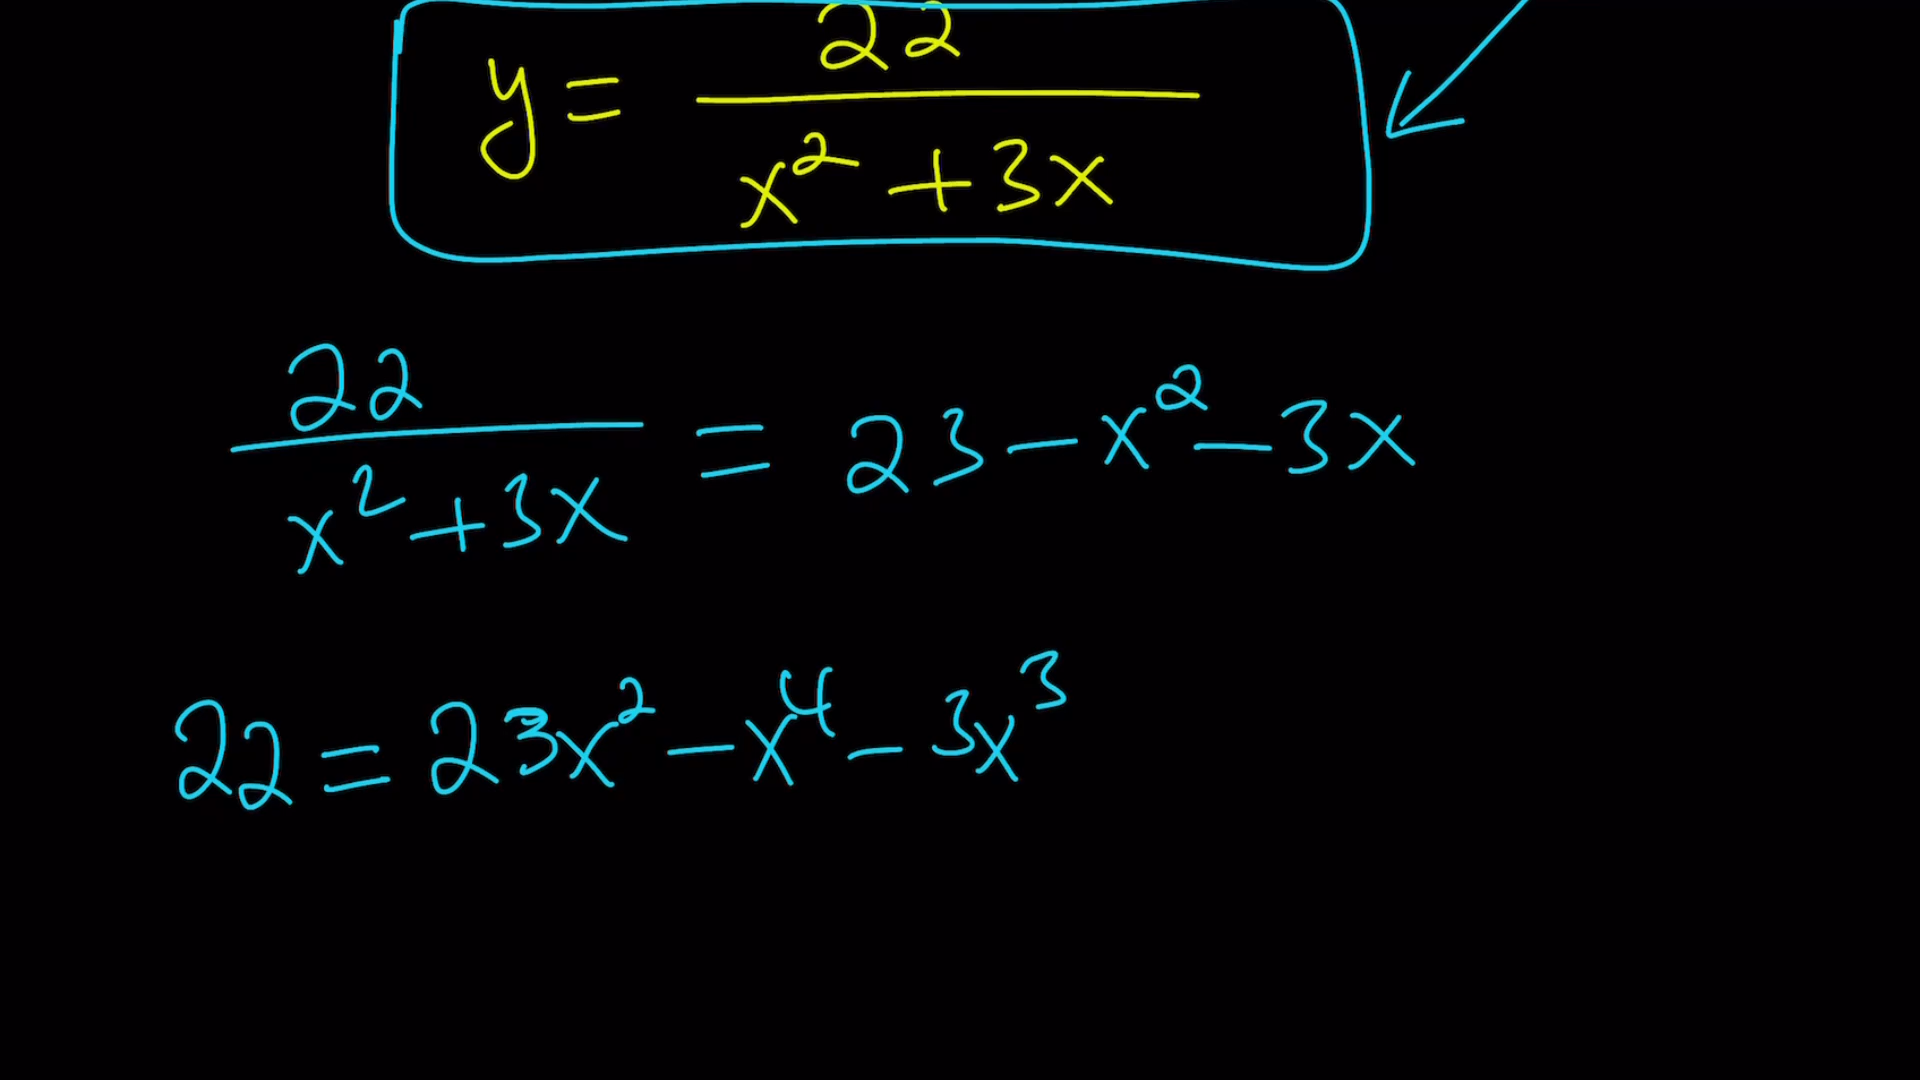 y = 22 / (x² + 3x)
22 / (x² + 3x) = 23 - x² - 3x
22 = 23x² - x⁴ - 3x³